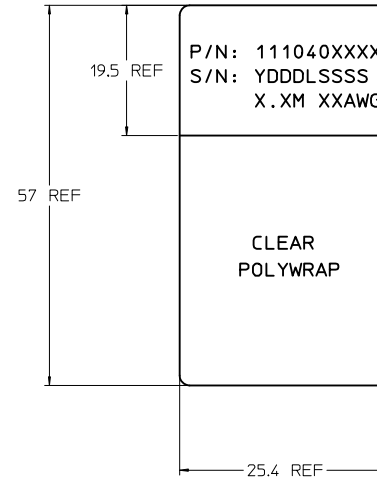 P/N: 111040XXXX
S/N: YDDDLSSSS
X.XM XXAWG
19.5 REF
57 REF
CLEAR
POLYWRAP
25.4 REF